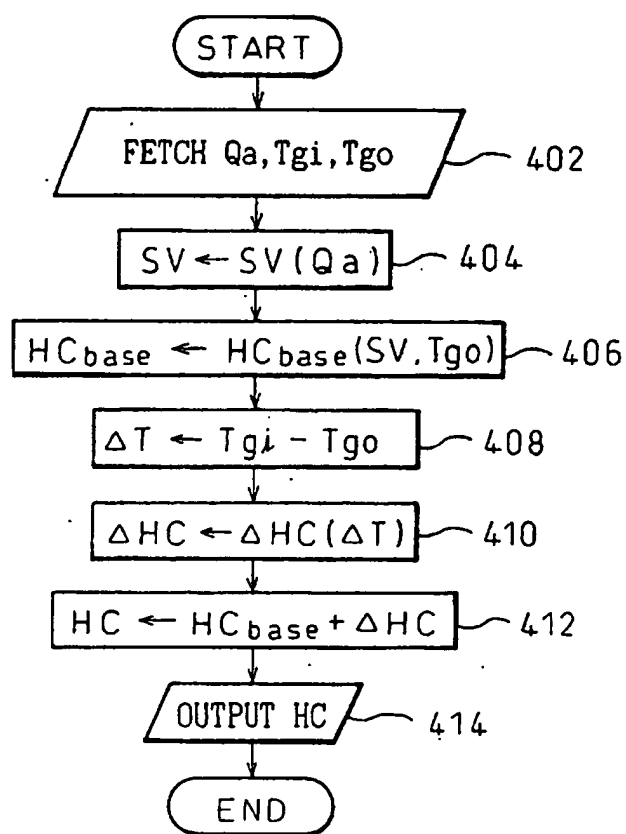 START
FETCH Qa,Tgi,Tgo
402
SV ← SV(Qa)
404
HCbase ← HCbase(SV,Tgo)
406
ΔT ← Tgi - Tgo
408
ΔHC ← ΔHC(ΔT)
410
HC ← HCbase + ΔHC
412
OUTPUT HC
414
END